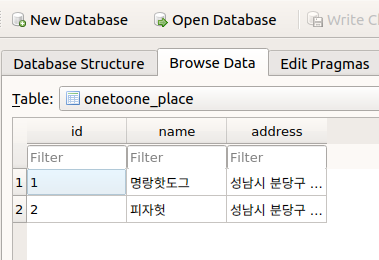 New Database Open Database Write
Database Structure Browse Data Edit Pragmas
Table: onetoone_place
id name address
Filter Filter Filter
1 1 명랑핫도그 성남시 분당구 ...
2 2 피자헛 성남시 분당구 ...